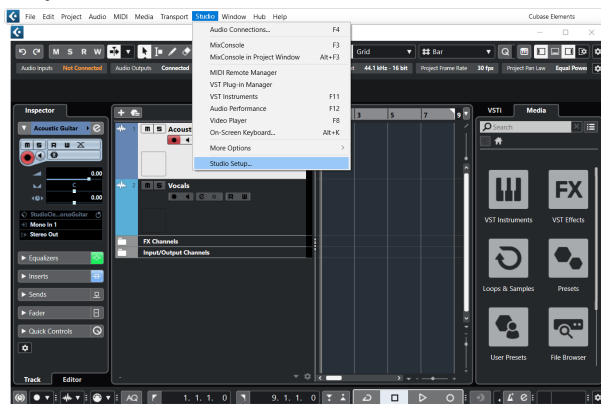 File Edit Project Audio MIDI Media Transport Studio Window Hub Help Cubase Elements
M S R W Grid Bar Q
Audio Inputs Not Connected Audio Outputs Connected 44.1 kHz - 16 bit Project Frame Rate 30 fps Project Pan Law Equal Power
Audio Connections... F4
MixConsole F3
MixConsole in Project Window Alt+F3
MIDI Remote Manager
VST Plug-in Manager
VST Instruments F11
Audio Performance F12
Video Player F8
On-Screen Keyboard... Alt+K
More Options
Studio Setup...
Inspector
Acoustic Guitar
M S R W
0.00
C
0.00
Mono In 1
Stereo Out
Equalizers
Inserts
Sends
Fader
Quick Controls
Track Editor
1 M S Acoust
2 M S Vocals
R W
FX Channels
Input/Output Channels
3 5 7 9
VSTi Media
Search
VST Instruments
FX
VST Effects
Loops & Samples
Presets
User Presets
File Browser
AQ 1. 1. 1. 0 9. 1. 1. 0